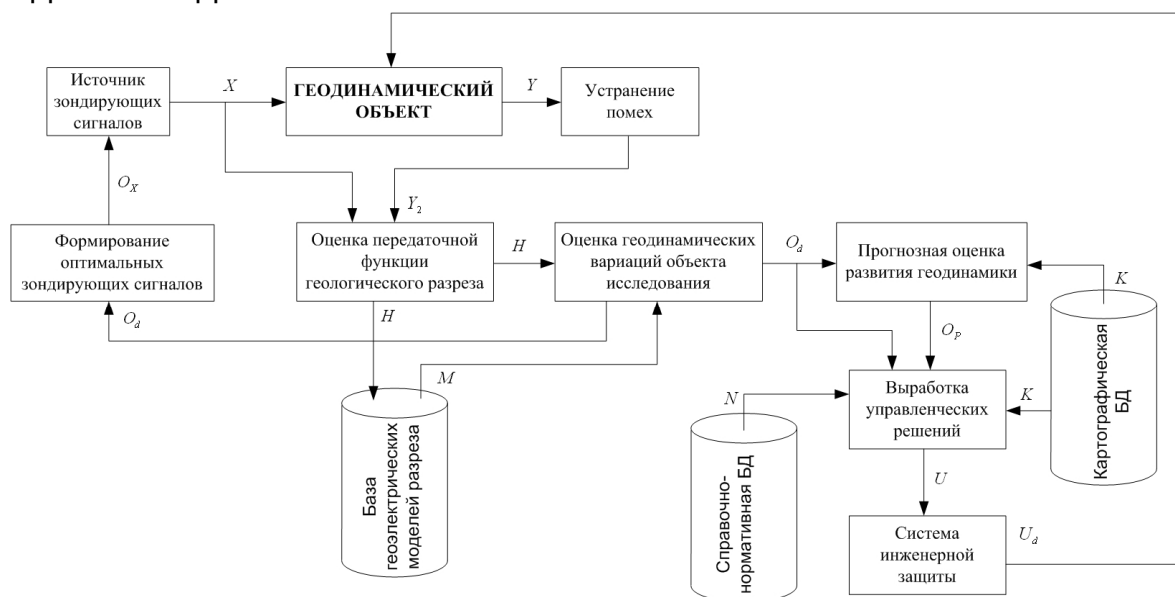 Источник
зондирующих
сигналов
X
ГЕОДИНАМИЧЕСКИЙ
ОБЪЕКТ
Y
Устранение
помех
O_X
Y_2
Формирование
оптимальных
зондирующих сигналов
Оценка передаточной
функции
геологического разреза
H
Оценка геодинамических
вариаций объекта
исследования
O_d
Прогнозная оценка
развития геодинамики
K
O_d
H
O_P
M
База
геоэлектрических
моделей разреза
N
Справочно-
нормативная БД
Выработка
управленческих
решений
K
Картографическая
БД
U
Система
инженерной
защиты
U_d